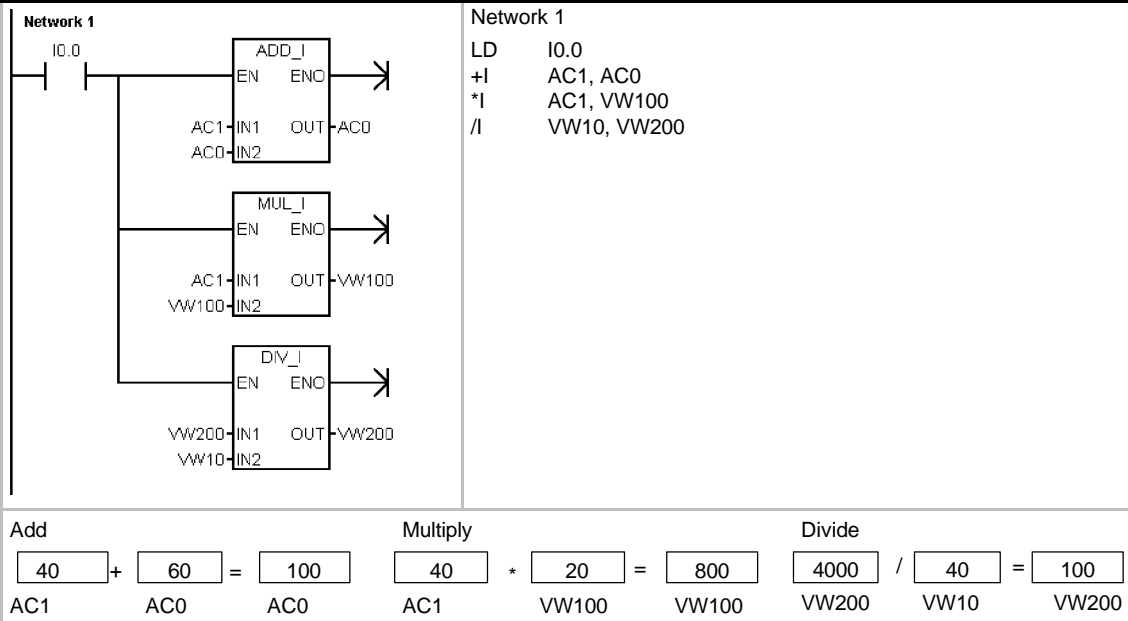 Network 1
I0.0
ADD_I
EN ENO
AC1 IN1 OUT AC0
AC0 IN2
MUL_I
EN ENO
AC1 IN1 OUT VW100
VW100 IN2
DIV_I
EN ENO
VW200 IN1 OUT VW200
VW10 IN2
Network 1
LD I0.0
+I AC1, AC0
*I AC1, VW100
/I VW10, VW200
Add
40 + 60 = 100
AC1 AC0 AC0
Multiply
40 * 20 = 800
AC1 VW100 VW100
Divide
4000 / 40 = 100
VW200 VW10 VW200